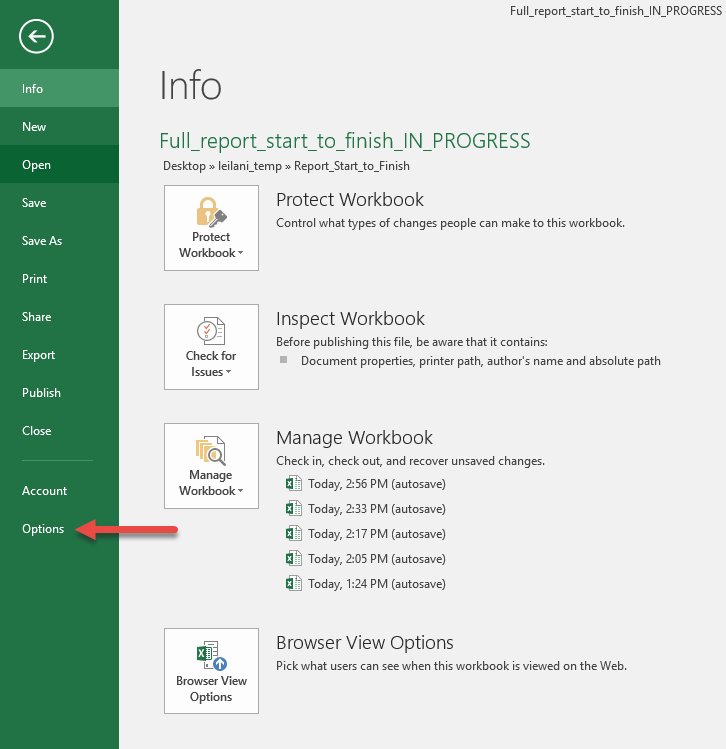 Full_report_start_to_finish_IN_PROGRESS -
Info
New
Open
Save
Save As
Print
Share
Export
Publish
Close
Account
Options
Info
Full_report_start_to_finish_IN_PROGRESS
Desktop » leilani_temp » Report_Start_to_Finish
Protect
Workbook
Protect Workbook
Control what types of changes people can make to this workbook.
Check for
Issues
Inspect Workbook
Before publishing this file, be aware that it contains:
Document properties, printer path, author's name and absolute path
Manage
Workbook
Manage Workbook
Check in, check out, and recover unsaved changes.
Today, 2:56 PM (autosave)
Today, 2:33 PM (autosave)
Today, 2:17 PM (autosave)
Today, 2:05 PM (autosave)
Today, 1:24 PM (autosave)
Browser View
Options
Browser View Options
Pick what users can see when this workbook is viewed on the Web.